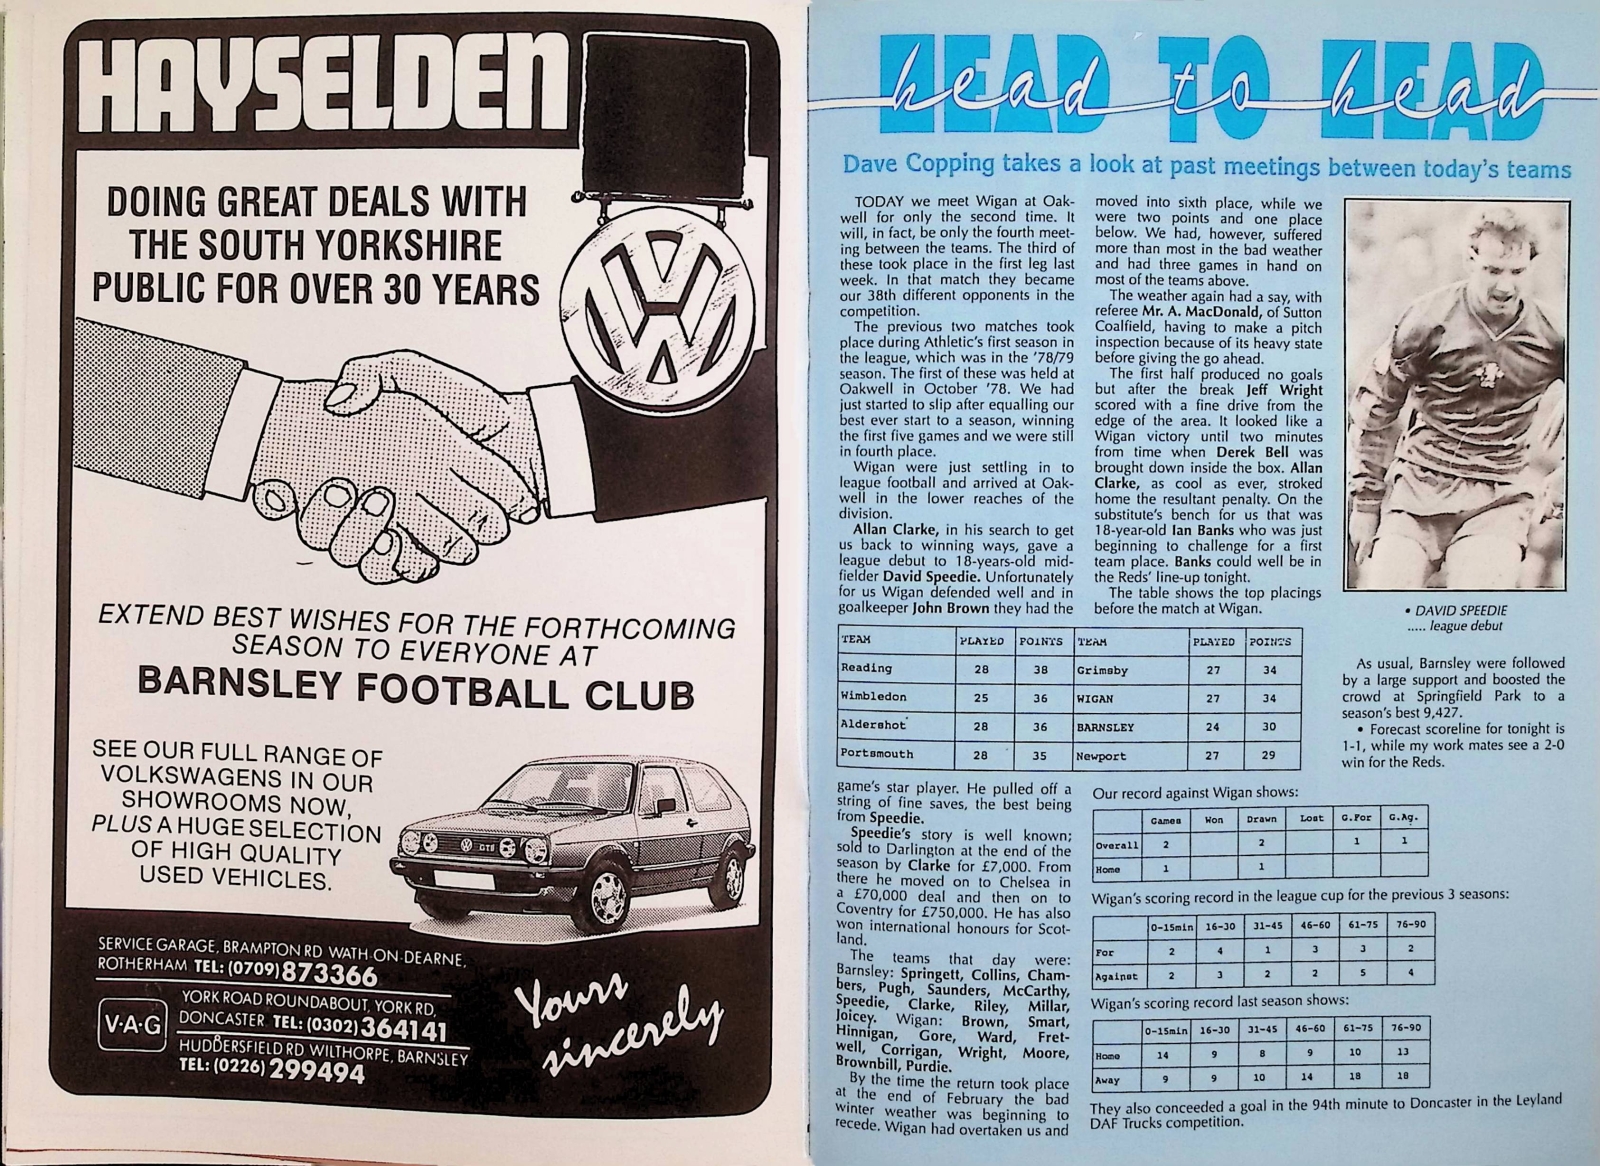 HAYSELDEN
DOING GREAT DEALS WITH
THE SOUTH YORKSHIRE
PUBLIC FOR OVER 30 YEARS
EXTEND BEST WISHES FOR THE FORTHCOMING
SEASON TO EVERYONE AT
BARNSLEY FOOTBALL CLUB
SEE OUR FULL RANGE OF
VOLKSWAGENS IN OUR
SHOWROOMS NOW,
PLUS A HUGE SELECTION
OF HIGH QUALITY
USED VEHICLES.
GTi
SERVICE GARAGE, BRAMPTON RD WATH-ON-DEARNE,
ROTHERHAM TEL: (0709) 873366
V·A·G
YORK ROAD ROUNDABOUT, YORK RD,
DONCASTER TEL: (0302) 364141
HUDDERSFIELD RD WILTHORPE, BARNSLEY
TEL: (0226) 299494
Yours
sincerely
HEAD TO HEAD
head to head
Dave Copping takes a look at past meetings between today's teams
TODAY we meet Wigan at Oak-
well for only the second time. It
will, in fact, be only the fourth meet-
ing between the teams. The third of
these took place in the first leg last
week. In that match they became
our 38th different opponents in the
competition.
The previous two matches took
place during Athletic's first season in
the league, which was in the '78/79
season. The first of these was held at
Oakwell in October '78. We had
just started to slip after equalling our
best ever start to a season, winning
the first five games and we were still
in fourth place.
Wigan were just settling in to
league football and arrived at Oak-
well in the lower reaches of the
division.
Allan Clarke, in his search to get
us back to winning ways, gave a
league debut to 18-years-old mid-
fielder David Speedie. Unfortunately
for us Wigan defended well and in
goalkeeper John Brown they had the
moved into sixth place, while we
were two points and one place
below. We had, however, suffered
more than most in the bad weather
and had three games in hand on
most of the teams above.
The weather again had a say, with
referee Mr. A. MacDonald, of Sutton
Coalfield, having to make a pitch
inspection because of its heavy state
before giving the go ahead.
The first half produced no goals
but after the break Jeff Wright
scored with a fine drive from the
edge of the area. It looked like a
Wigan victory until two minutes
from time when Derek Bell was
brought down inside the box. Allan
Clarke, as cool as ever, stroked
home the resultant penalty. On the
substitute's bench for us that was
18-year-old Ian Banks who was just
beginning to challenge for a first
team place. Banks could well be in
the Reds' line-up tonight.
The table shows the top placings
before the match at Wigan.
• DAVID SPEEDIE
..... league debut
TEAM PLAYED POINTS TEAM PLAYED POINTS
Reading 28 38 Grimsby 27 34
Wimbledon 25 36 WIGAN 27 34
Aldershot 28 36 BARNSLEY 24 30
Portsmouth 28 35 Newport 27 29
As usual, Barnsley were followed
by a large support and boosted the
crowd at Springfield Park to a
season's best 9,427.
• Forecast scoreline for tonight is
1-1, while my work mates see a 2-0
win for the Reds.
game's star player. He pulled off a
string of fine saves, the best being
from Speedie.
Speedie's story is well known;
sold to Darlington at the end of the
season by Clarke for £7,000. From
there he moved on to Chelsea in
a £70,000 deal and then on to
Coventry for £750,000. He has also
won international honours for Scot-
land.
The teams that day were:
Barnsley: Springett, Collins, Cham-
bers, Pugh, Saunders, McCarthy,
Speedie, Clarke, Riley, Millar,
Joicey. Wigan: Brown, Smart,
Hinnigan, Gore, Ward, Fret-
well, Corrigan, Wright, Moore,
Brownbill, Purdie.
By the time the return took place
at the end of February the bad
winter weather was beginning to
recede. Wigan had overtaken us and
Our record against Wigan shows:
Games Won Drawn Lost G.For G.Ag.
Overall 2 2 1 1
Home 1 1
Wigan's scoring record in the league cup for the previous 3 seasons:
0-15min 16-30 31-45 46-60 61-75 76-90
For 2 4 1 3 3 2
Against 2 3 2 2 5 4
Wigan's scoring record last season shows:
0-15min 16-30 31-45 46-60 61-75 76-90
Home 14 9 8 9 10 13
Away 9 9 10 14 18 18
They also conceded a goal in the 94th minute to Doncaster in the Leyland
DAF Trucks competition.